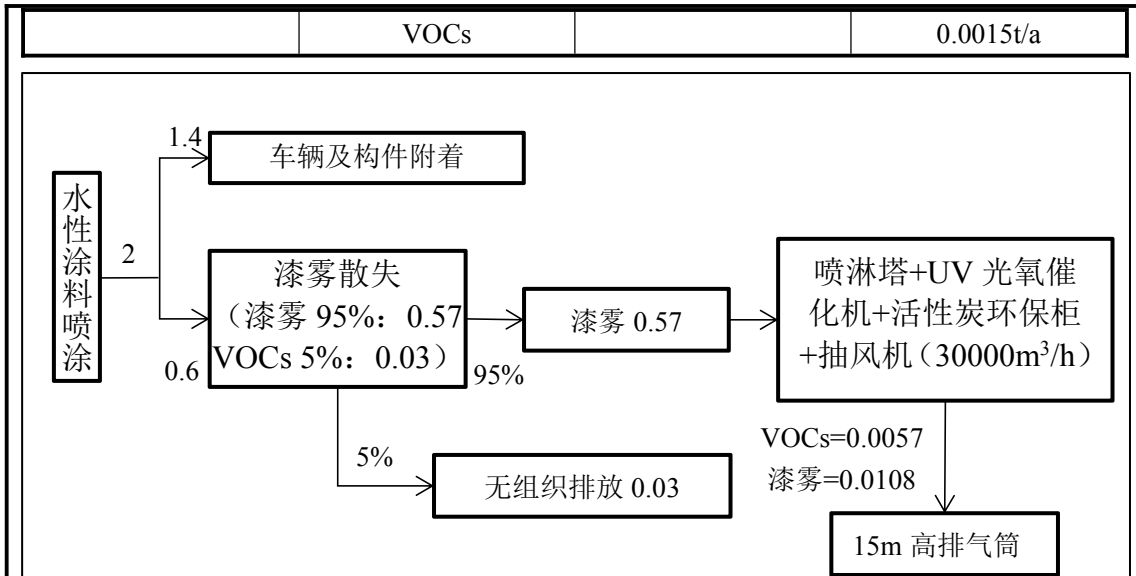 VOCs 0.0015t/a
1.4
车辆及构件附着
水性涂料喷涂
2
漆雾散失
（漆雾 95%：0.57
VOCs 5%：0.03）
0.6
95%
漆雾 0.57
喷淋塔+UV 光氧催
化机+活性炭环保柜
+抽风机（30000m³/h）
5%
无组织排放 0.03
VOCs=0.0057
漆雾=0.0108
15m 高排气筒